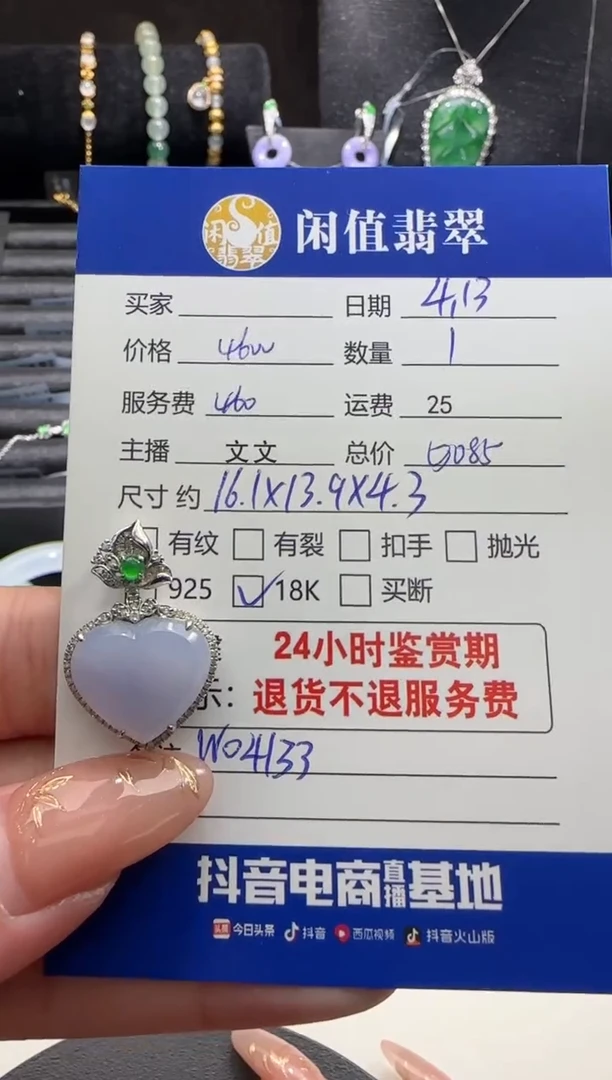 闲值翡翠
闲值翡翠
买家 日期 4,13
价格 4600 数量 1
服务费 460 运费 25
主播 文文 总价 5085
尺寸 约 16.1X13.9X4.3
有纹 有裂 扣手 抛光
925 18K 买断
24小时鉴赏期
示：退货不退服务费
W04133
抖音电商直播基地
头条 今日头条 抖音 西瓜视频 抖音火山版